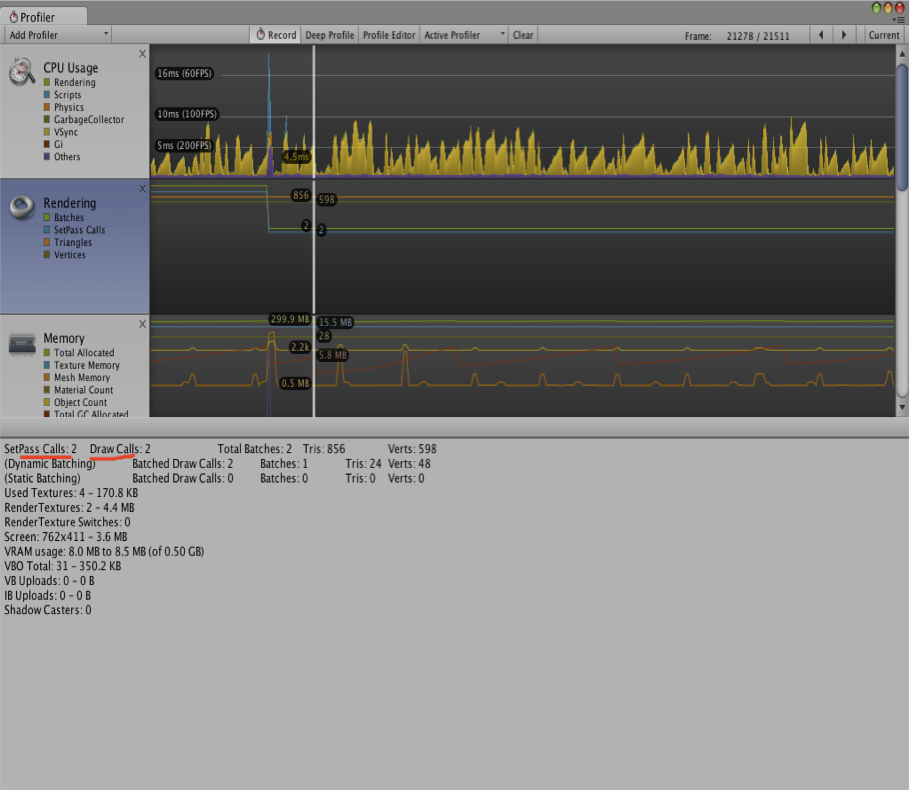 Profiler
Add Profiler Record Deep Profile Profile Editor Active Profiler Clear Frame: 21278 / 21511 Current
CPU Usage
Rendering
Scripts
Physics
GarbageCollector
VSync
Gi
Others
16ms (60FPS)
10ms (100FPS)
5ms (200FPS)
4.5ms
Rendering
Batches
SetPass Calls
Triangles
Vertices
856 598
2 2
Memory
Total Allocated
Texture Memory
Mesh Memory
Material Count
Object Count
Total GC Allocated
299.9 MB 15.5 MB
28
2.2k 5.8 MB
0.5 MB
SetPass Calls: 2 Draw Calls: 2 Total Batches: 2 Tris: 856 Verts: 598
(Dynamic Batching) Batched Draw Calls: 2 Batches: 1 Tris: 24 Verts: 48
(Static Batching) Batched Draw Calls: 0 Batches: 0 Tris: 0 Verts: 0
Used Textures: 4 – 170.8 KB
RenderTextures: 2 – 4.4 MB
RenderTexture Switches: 0
Screen: 762x411 – 3.6 MB
VRAM usage: 8.0 MB to 8.5 MB (of 0.50 GB)
VBO Total: 31 – 350.2 KB
VB Uploads: 0 – 0 B
IB Uploads: 0 – 0 B
Shadow Casters: 0